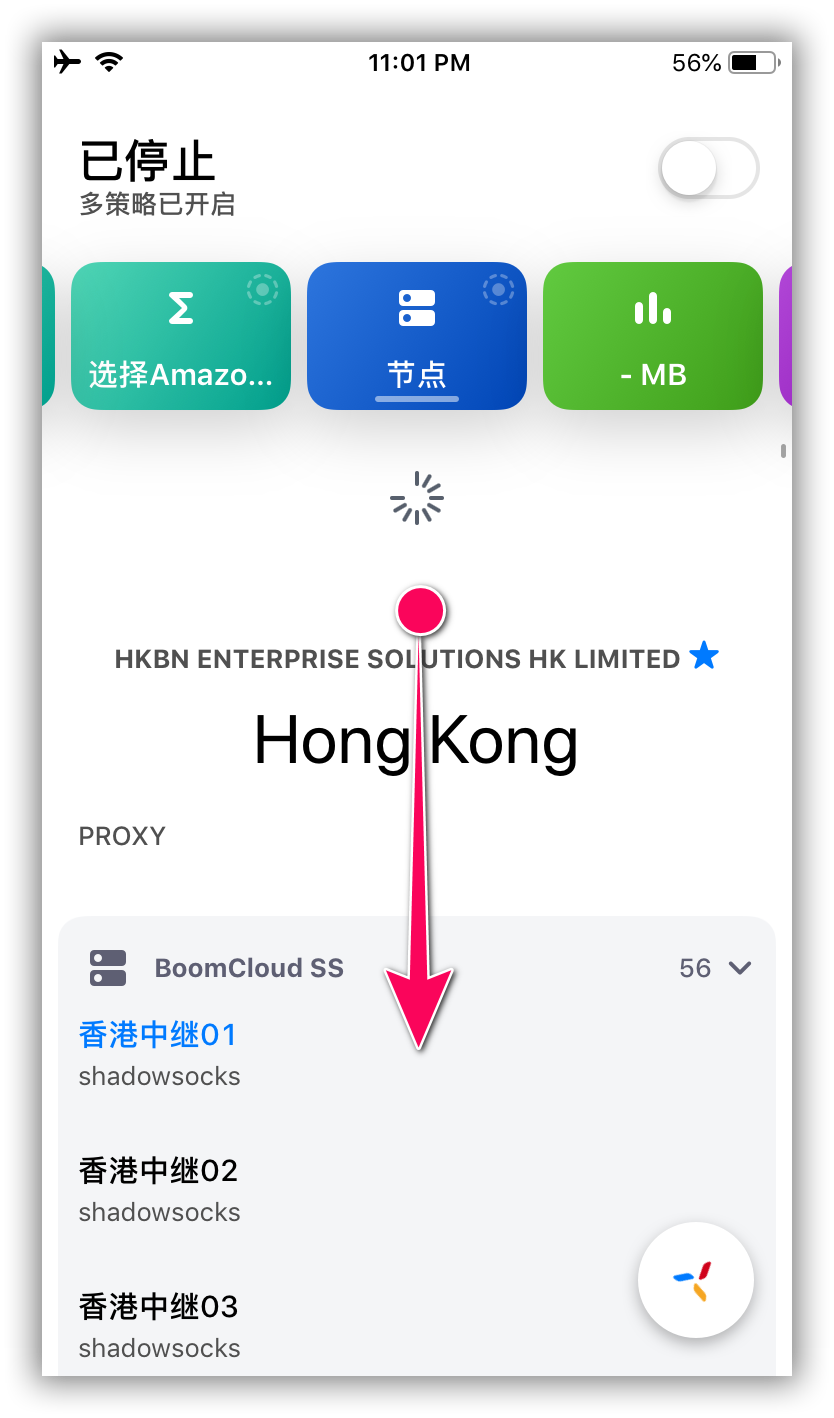 11:01 PM
56%
已停止
多策略已开启
选择Amazo...
节点
- MB
HKBN ENTERPRISE SOLUTIONS HK LIMITED
Hong Kong
PROXY
BoomCloud SS
56
香港中继01
shadowsocks
香港中继02
shadowsocks
香港中继03
shadowsocks